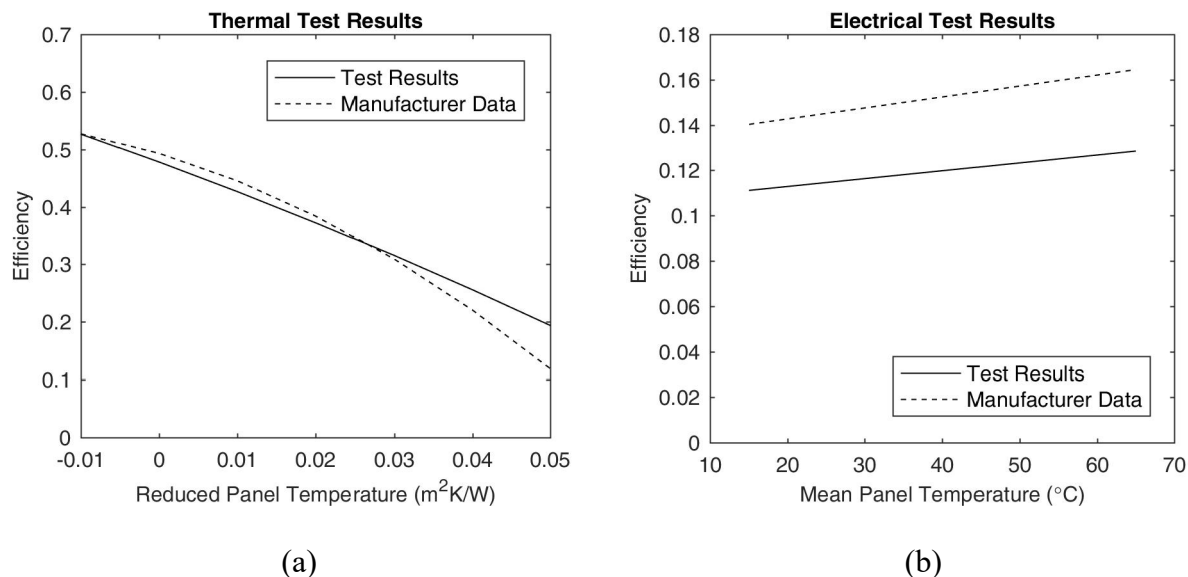 Thermal Test Results
0.7
0.6
0.5
0.4
0.3
0.2
0.1
0
Efficiency
Test Results
Manufacturer Data
-0.01 0 0.01 0.02 0.03 0.04 0.05
Reduced Panel Temperature (m²K/W)
(a)
Electrical Test Results
0.18
0.16
0.14
0.12
0.1
0.08
0.06
0.04
0.02
0
Efficiency
Test Results
Manufacturer Data
10 20 30 40 50 60 70
Mean Panel Temperature (°C)
(b)